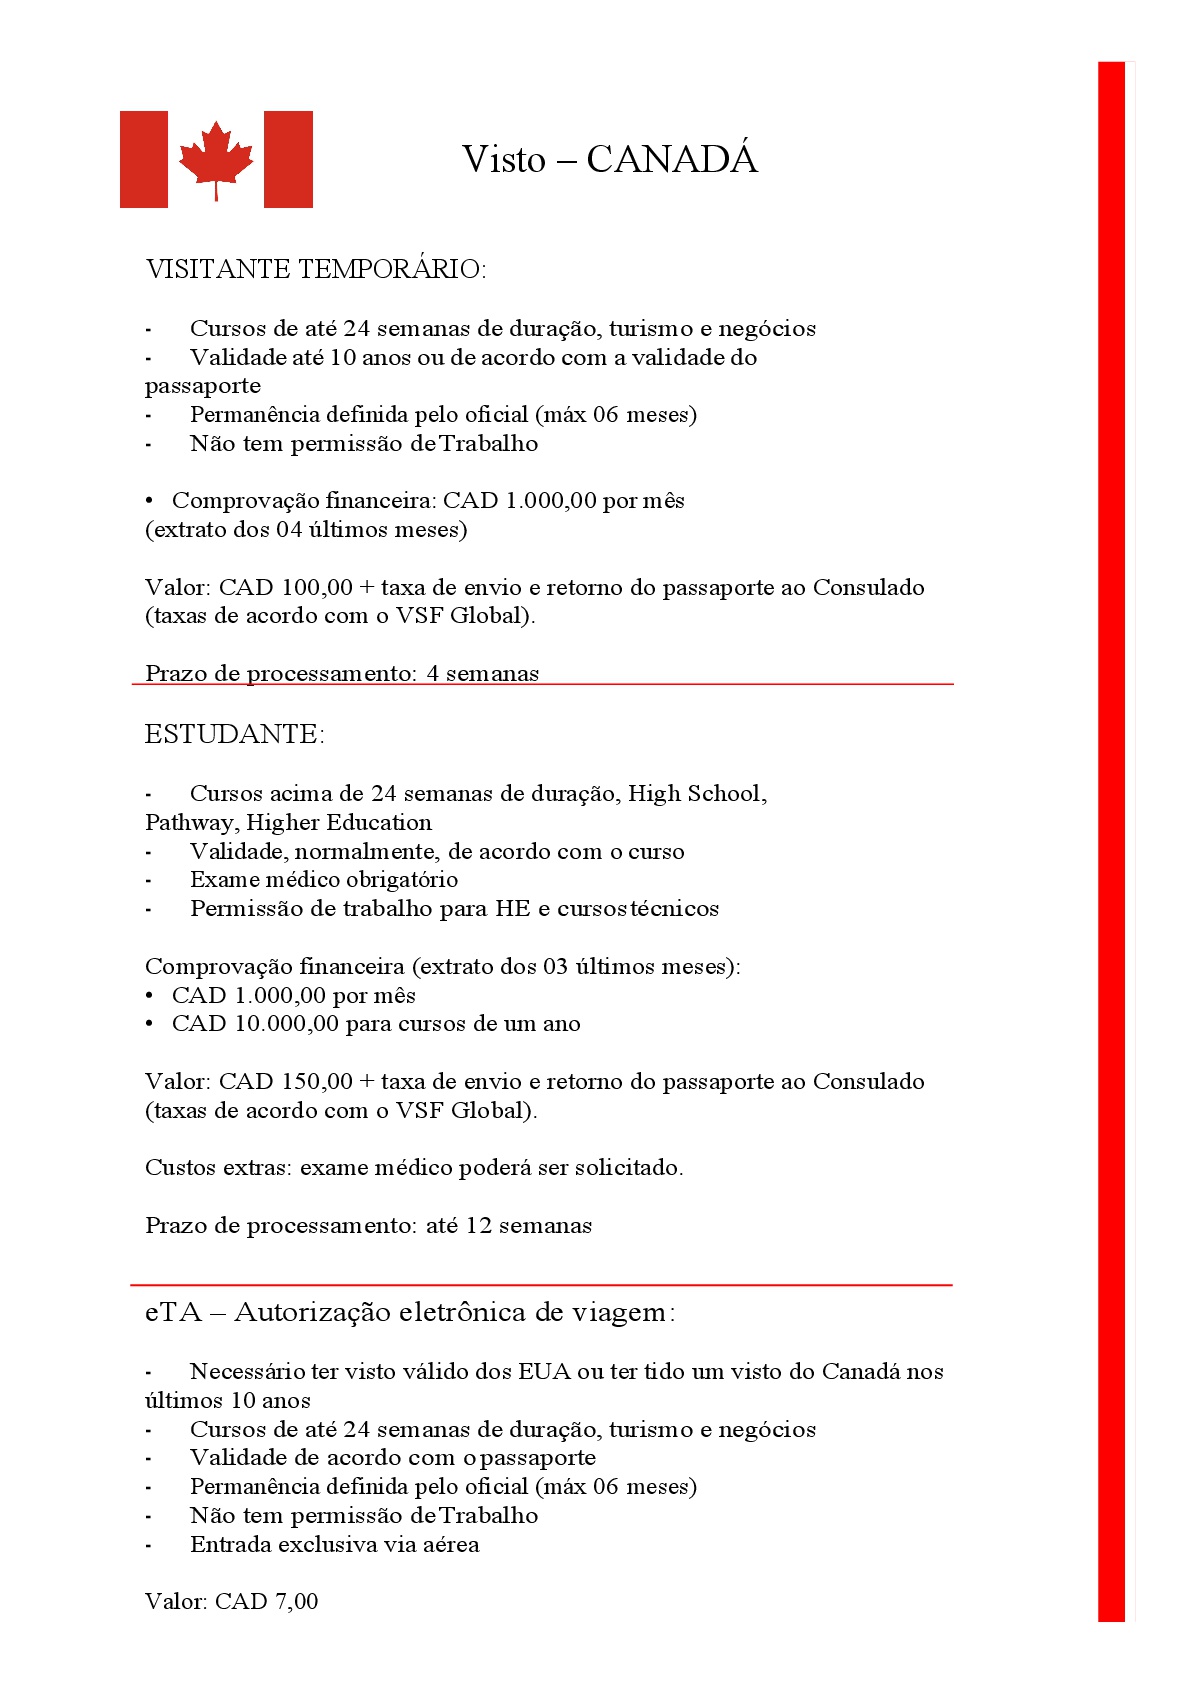 Visto – CANADÁ
VISITANTE TEMPORÁRIO:
- Cursos de até 24 semanas de duração, turismo e negócios
- Validade até 10 anos ou de acordo com a validade do
passaporte
- Permanência definida pelo oficial (máx 06 meses)
- Não tem permissão de Trabalho
• Comprovação financeira: CAD 1.000,00 por mês
(extrato dos 04 últimos meses)
Valor: CAD 100,00 + taxa de envio e retorno do passaporte ao Consulado
(taxas de acordo com o VSF Global).
Prazo de processamento: 4 semanas
ESTUDANTE:
- Cursos acima de 24 semanas de duração, High School,
Pathway, Higher Education
- Validade, normalmente, de acordo com o curso
- Exame médico obrigatório
- Permissão de trabalho para HE e cursos técnicos
Comprovação financeira (extrato dos 03 últimos meses):
• CAD 1.000,00 por mês
• CAD 10.000,00 para cursos de um ano
Valor: CAD 150,00 + taxa de envio e retorno do passaporte ao Consulado
(taxas de acordo com o VSF Global).
Custos extras: exame médico poderá ser solicitado.
Prazo de processamento: até 12 semanas
eTA – Autorização eletrônica de viagem:
- Necessário ter visto válido dos EUA ou ter tido um visto do Canadá nos
últimos 10 anos
- Cursos de até 24 semanas de duração, turismo e negócios
- Validade de acordo com o passaporte
- Permanência definida pelo oficial (máx 06 meses)
- Não tem permissão de Trabalho
- Entrada exclusiva via aérea
Valor: CAD 7,00